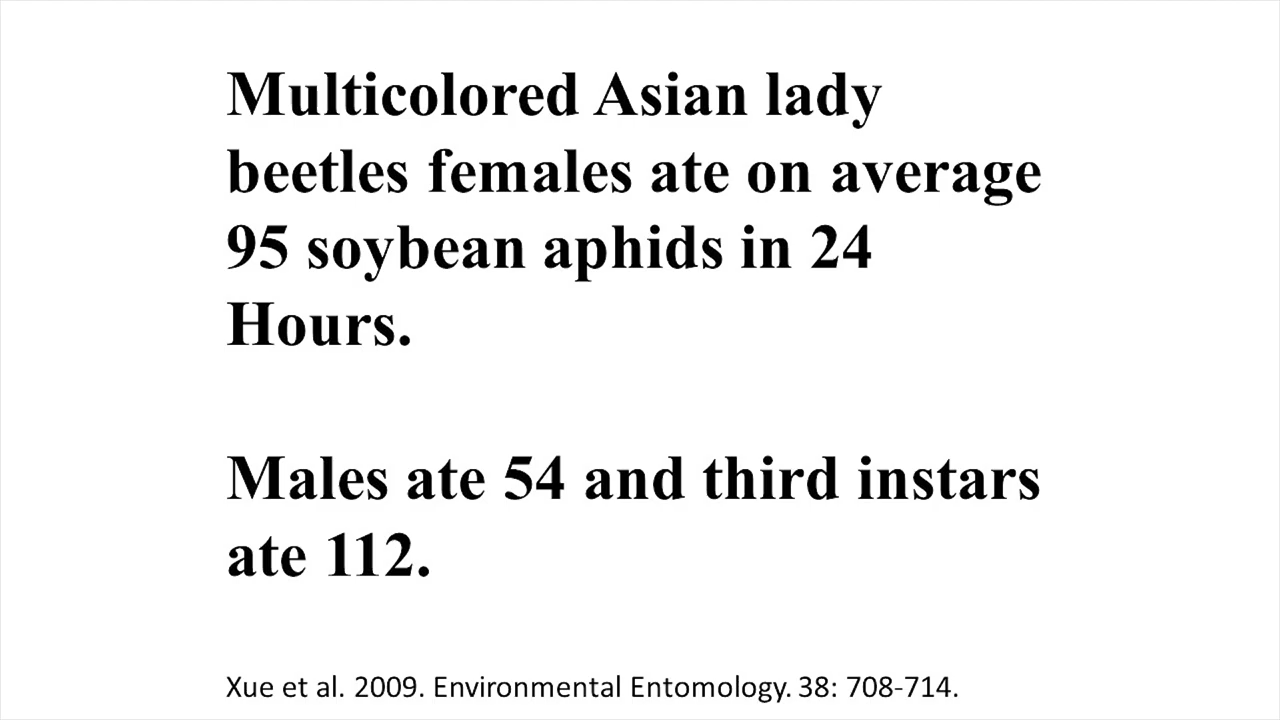 Multicolored Asian lady
beetles females ate on average
95 soybean aphids in 24
Hours.
Males ate 54 and third instars
ate 112.
Xue et al. 2009. Environmental Entomology. 38: 708-714.